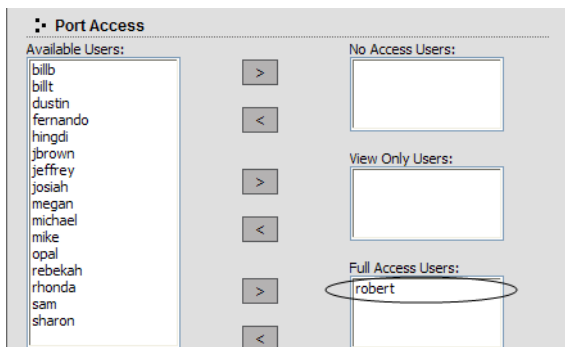 Port Access
Available Users:
billb
billt
dustin
fernando
hingdi
jbrown
jeffrey
josiah
megan
michael
mike
opal
rebekah
rhonda
sam
sharon
>
<
>
<
>
<
No Access Users:
View Only Users:
Full Access Users:
robert